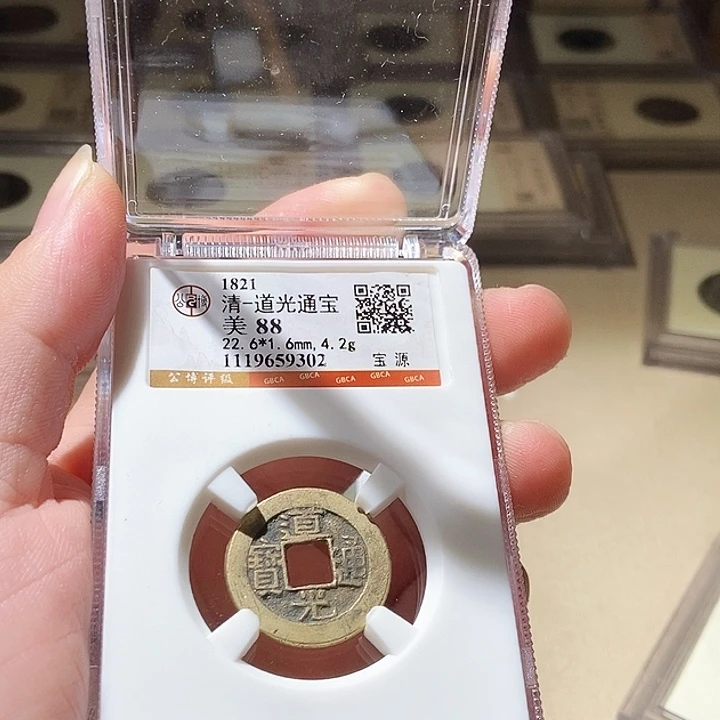 1821
清-道光通宝
美 88
22.6*1.6mm,4.2g
1119659302 宝 源
公博评级 GBCA GBCA GBCA GBCA GBCA
道
寶 通
光